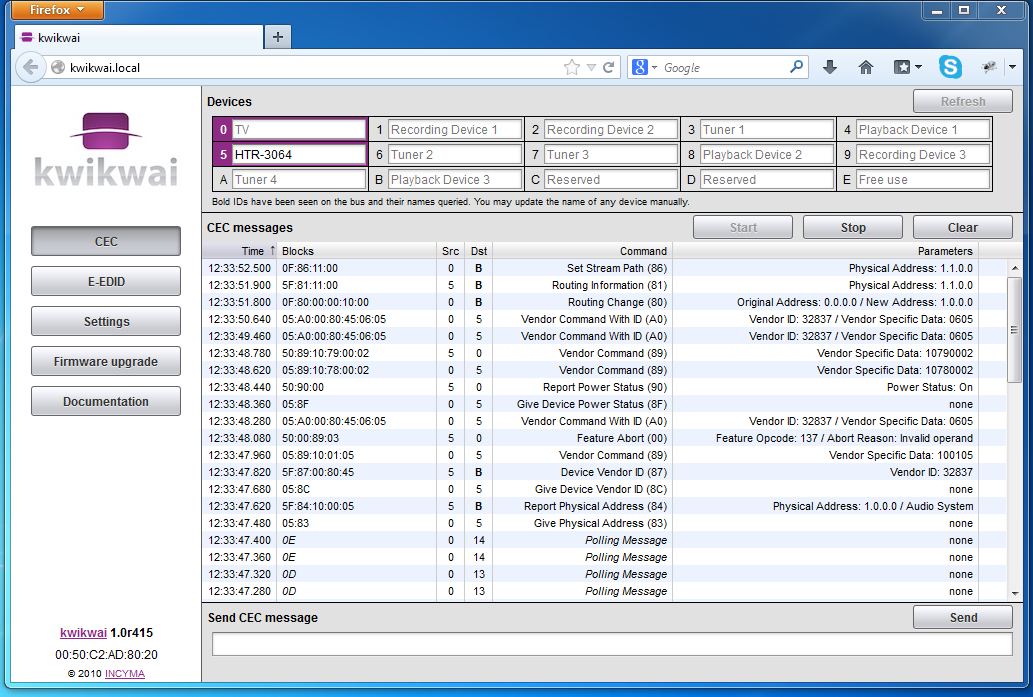 Firefox
kwikwai
kwikwai.local
Google
kwikwai
CEC
E-EDID
Settings
Firmware upgrade
Documentation
kwikwai 1.0r415
00:50:C2:AD:80:20
© 2010 INCYMA
Devices Refresh
0 TV 1 Recording Device 1 2 Recording Device 2 3 Tuner 1 4 Playback Device 1
5 HTR-3064 6 Tuner 2 7 Tuner 3 8 Playback Device 2 9 Recording Device 3
A Tuner 4 B Playback Device 3 C Reserved D Reserved E Free use
Bold IDs have been seen on the bus and their names queried. You may update the name of any device manually.
CEC messages Start Stop Clear
Time ↑ Blocks Src Dst Command Parameters
12:33:52.500 0F:86:11:00 0 B Set Stream Path (86) Physical Address: 1.1.0.0
12:33:51.900 5F:81:11:00 5 B Routing Information (81) Physical Address: 1.1.0.0
12:33:51.800 0F:80:00:00:10:00 0 B Routing Change (80) Original Address: 0.0.0.0 / New Address: 1.0.0.0
12:33:50.640 05:A0:00:80:45:06:05 0 5 Vendor Command With ID (A0) Vendor ID: 32837 / Vendor Specific Data: 0605
12:33:49.460 05:A0:00:80:45:06:05 0 5 Vendor Command With ID (A0) Vendor ID: 32837 / Vendor Specific Data: 0605
12:33:48.780 50:89:10:79:00:02 5 0 Vendor Command (89) Vendor Specific Data: 10790002
12:33:48.620 05:89:10:78:00:02 0 5 Vendor Command (89) Vendor Specific Data: 10780002
12:33:48.440 50:90:00 5 0 Report Power Status (90) Power Status: On
12:33:48.360 05:8F 0 5 Give Device Power Status (8F) none
12:33:48.280 05:A0:00:80:45:06:05 0 5 Vendor Command With ID (A0) Vendor ID: 32837 / Vendor Specific Data: 0605
12:33:48.080 50:00:89:03 5 0 Feature Abort (00) Feature Opcode: 137 / Abort Reason: Invalid operand
12:33:47.960 05:89:10:01:05 0 5 Vendor Command (89) Vendor Specific Data: 100105
12:33:47.820 5F:87:00:80:45 5 B Device Vendor ID (87) Vendor ID: 32837
12:33:47.680 05:8C 0 5 Give Device Vendor ID (8C) none
12:33:47.620 5F:84:10:00:05 5 B Report Physical Address (84) Physical Address: 1.0.0.0 / Audio System
12:33:47.480 05:83 0 5 Give Physical Address (83) none
12:33:47.400 0E 0 14 Polling Message none
12:33:47.360 0E 0 14 Polling Message none
12:33:47.320 0D 0 13 Polling Message none
12:33:47.280 0D 0 13 Polling Message none
Send CEC message Send